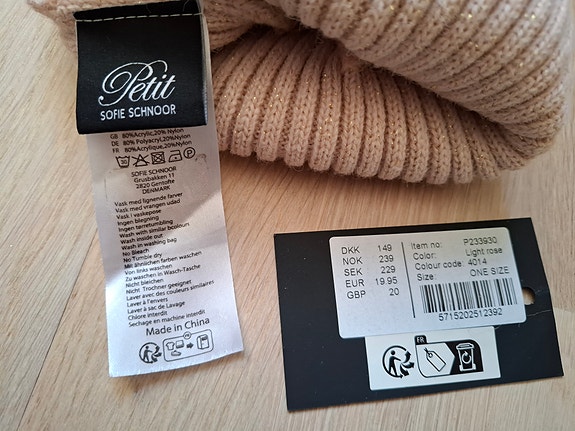 Petit
SOFIE SCHNOOR
GB 80%Acrylic,20%Nylon
DE 80%Polyacryl,20%Nylon
FR 80%Acrylique,20%Nylon
SOFIE SCHNOOR
Grusbakken 11
2820 Gentofte
DENMARK
Vask med lignende farver
Vask med vrangen udad
Vask i vaskepose
Ingen blegning
Ingen tørretumbling
Wash with similar bcolours
Wash inside out
Wash in washing bag
No Bleach
No Tumble dry
Mit ähnlichen farben waschen
Von links waschen
Zu waschen in Wasch-Tasche
Nicht bleichen
Nicht Trochner geeignet
Laver avec des couleurs similaires
Laver à l'envers
Laver à sac de Lavage
Chlore interdit
Sechage en machine interdit
Made in China
FR
DKK 149
NOK 239
SEK 229
EUR 19.95
GBP 20
Item no: P233930
Color: Light rose
Colour code: 4014
Size: ONE SIZE
5715202512392
FR